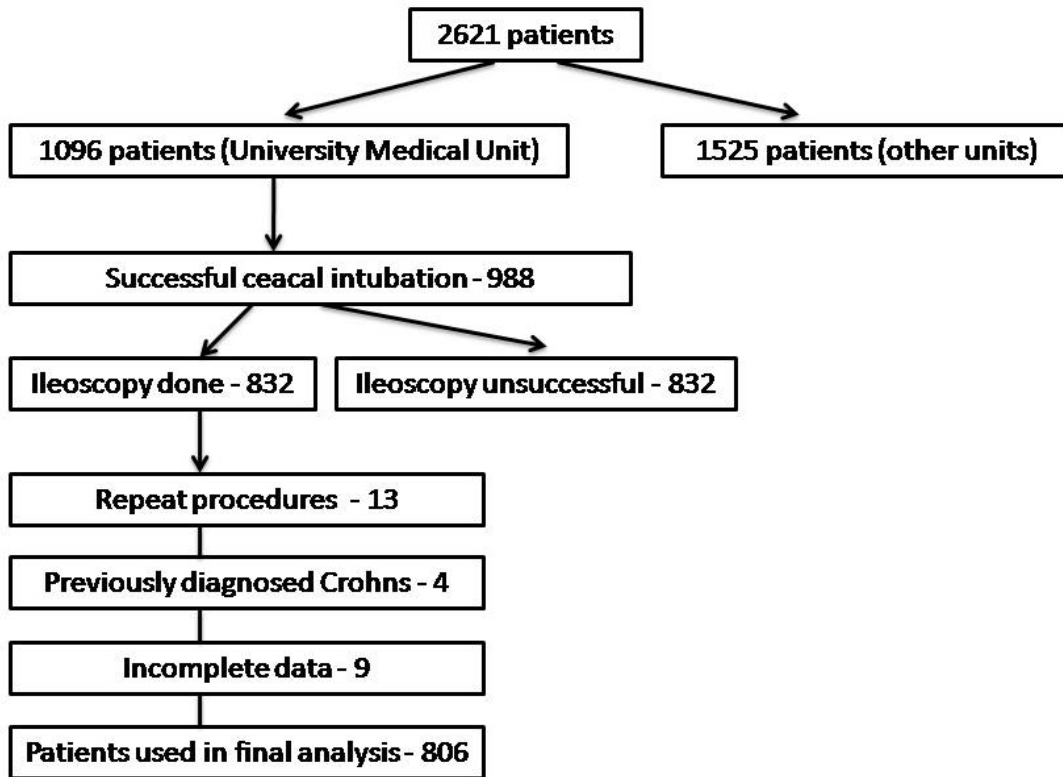 2621 patients
1096 patients (University Medical Unit)
1525 patients (other units)
Successful ceacal intubation - 988
Ileoscopy done - 832
Ileoscopy unsuccessful - 832
Repeat procedures - 13
Previously diagnosed Crohns - 4
Incomplete data - 9
Patients used in final analysis - 806